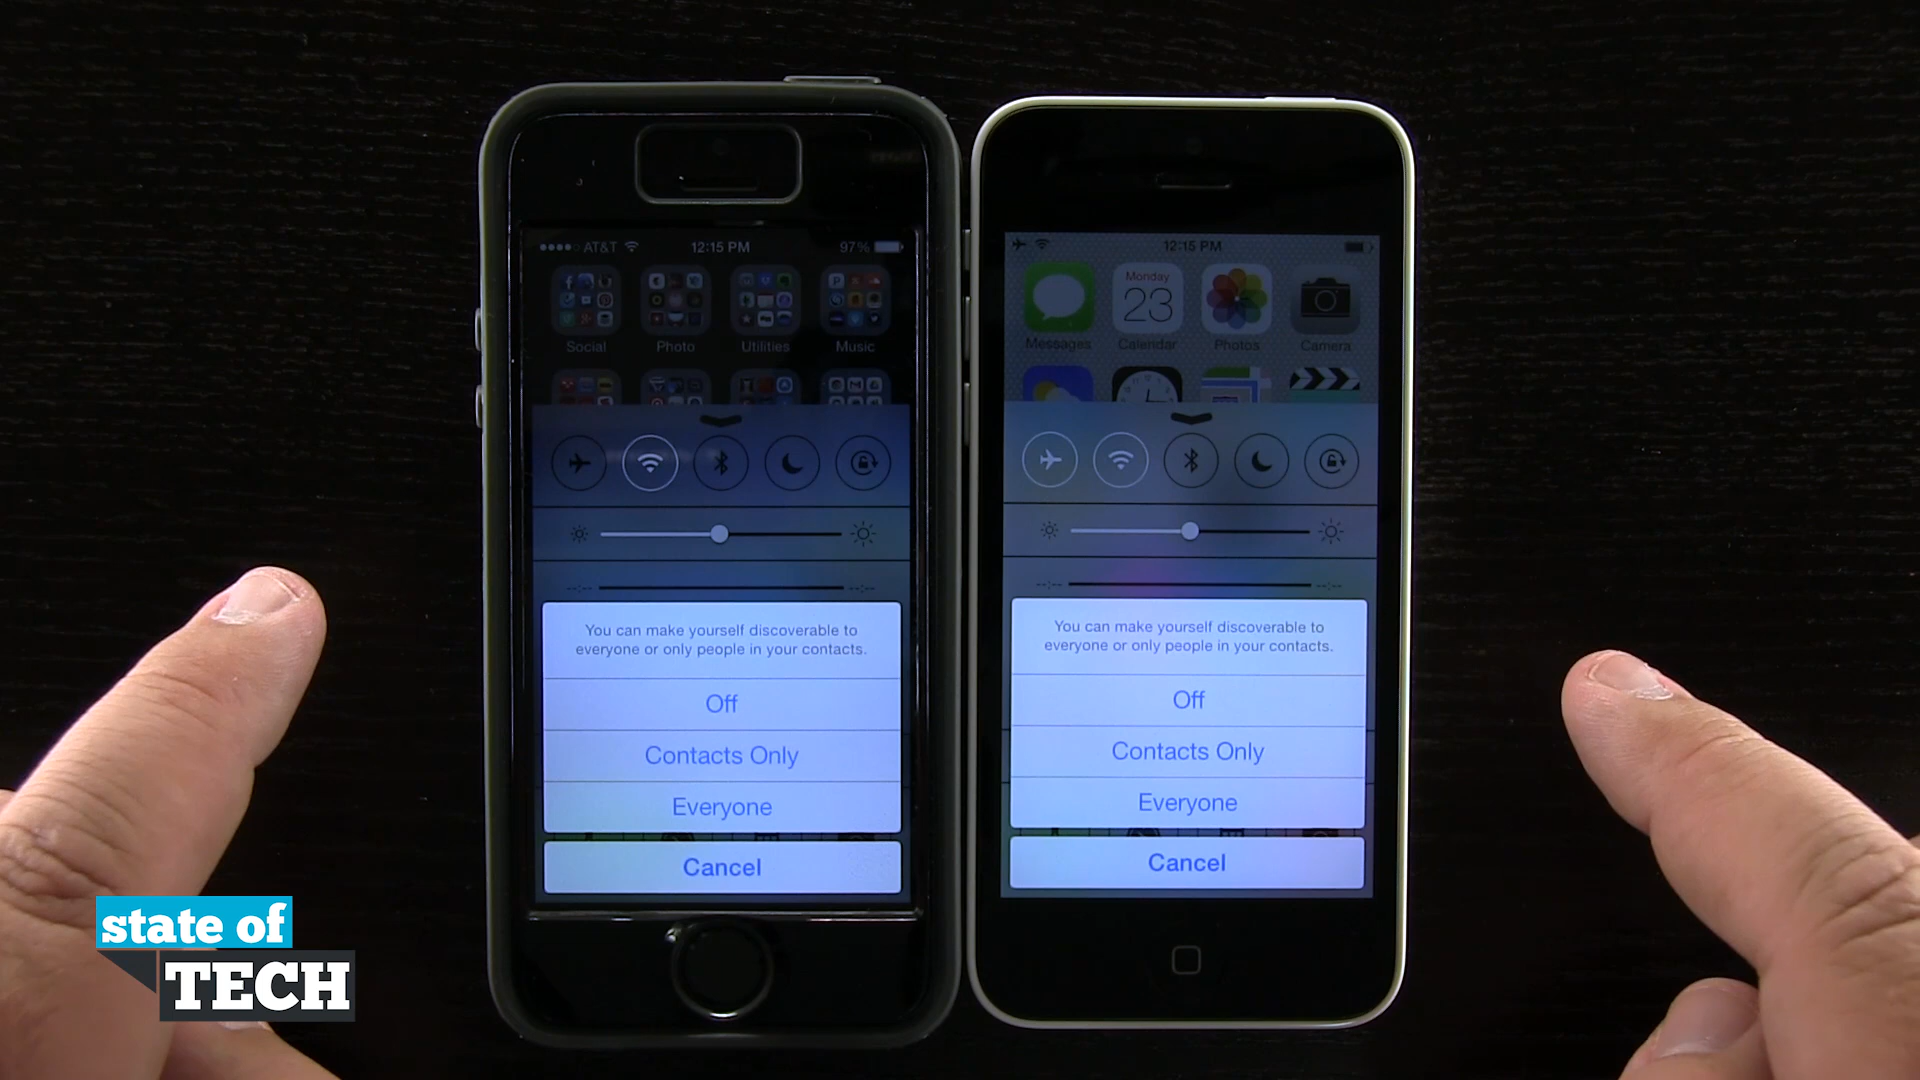 AT&T 12:15 PM 97%
Social Photo Utilities Music
You can make yourself discoverable to
everyone or only people in your contacts.
Off
Contacts Only
Everyone
Cancel
12:15 PM
Monday
23
Messages Calendar Photos Camera
You can make yourself discoverable to
everyone or only people in your contacts.
Off
Contacts Only
Everyone
Cancel
state of
TECH